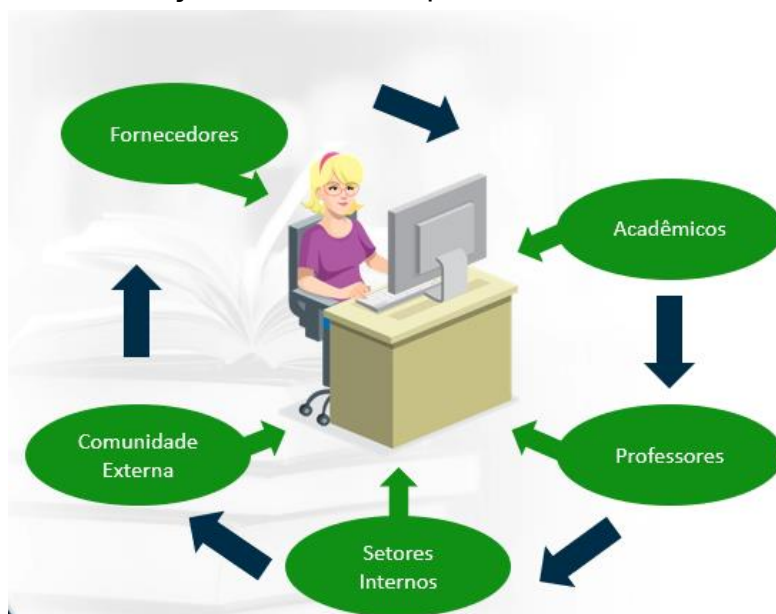 Fornecedores
Acadêmicos
Comunidade
Externa
Professores
Setores
Internos